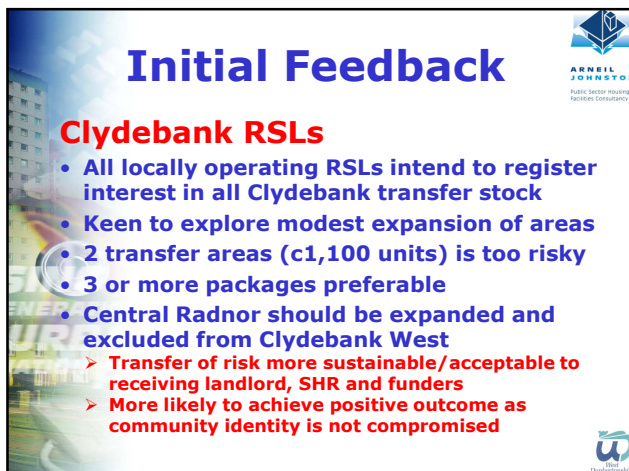 Initial Feedback
ARNEIL
JOHNSTON
Public Sector Housing
Facilities Consultancy
Clydebank RSLs
• All locally operating RSLs intend to register
interest in all Clydebank transfer stock
• Keen to explore modest expansion of areas
• 2 transfer areas (c1,100 units) is too risky
• 3 or more packages preferable
• Central Radnor should be expanded and
excluded from Clydebank West
➢ Transfer of risk more sustainable/acceptable to
receiving landlord, SHR and funders
➢ More likely to achieve positive outcome as
community identity is not compromised
West